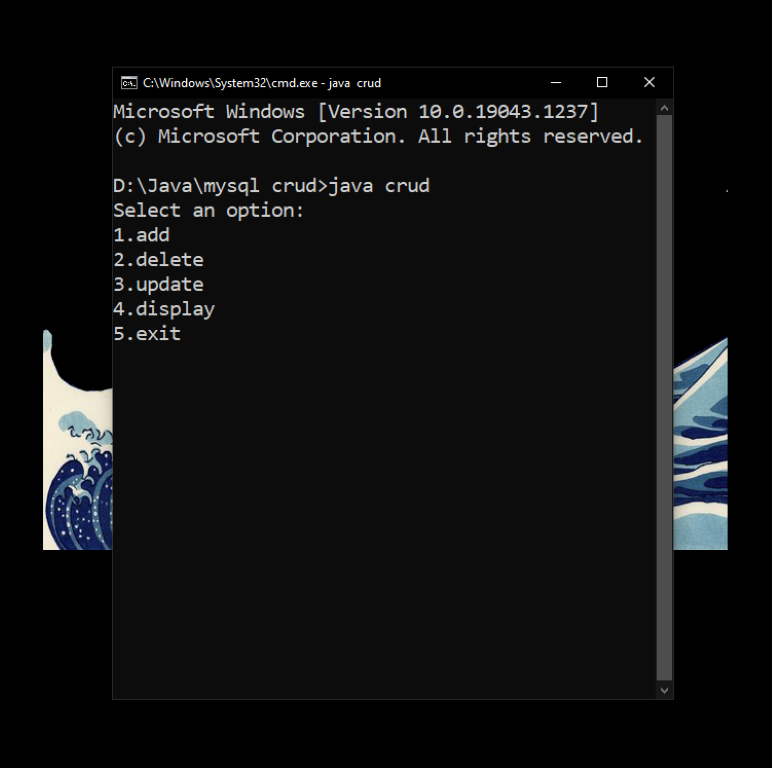 C:\Windows\System32\cmd.exe - java  crud
Microsoft Windows [Version 10.0.19043.1237]
(c) Microsoft Corporation. All rights reserved.
D:\Java\mysql crud>java crud
Select an option:
1.add
2.delete
3.update
4.display
5.exit